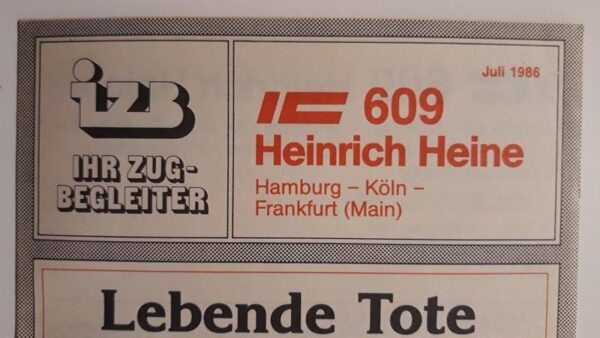 izb
IHR ZUG-
BEGLEITER
Juli 1986
IC 609
Heinrich Heine
Hamburg – Köln –
Frankfurt (Main)
Lebende Tote